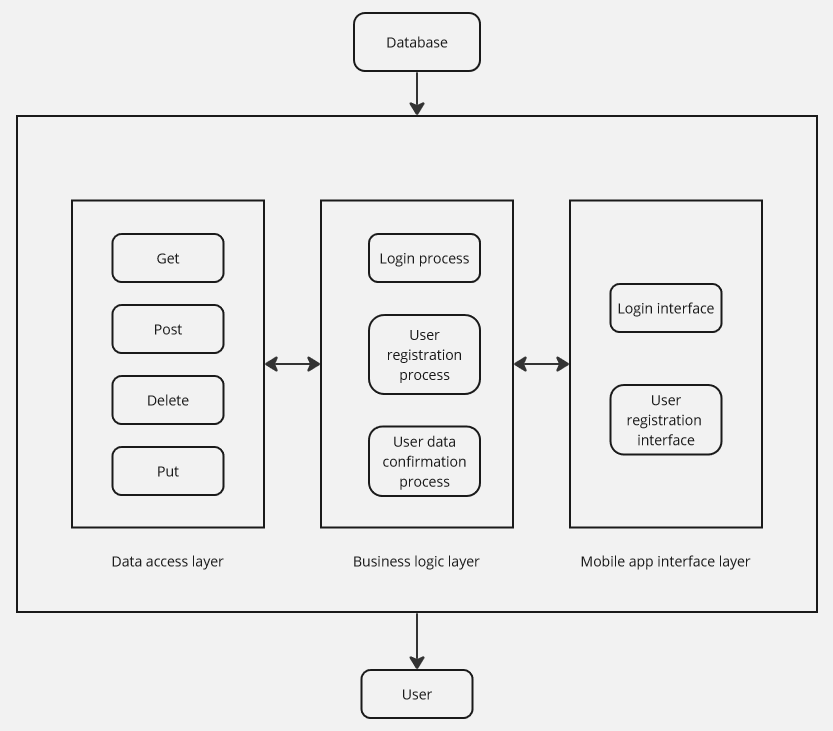 Database
Get
Post
Delete
Put
Data access layer
Login process
User
registration
process
User data
confirmation
process
Business logic layer
Login interface
User
registration
interface
Mobile app interface layer
User